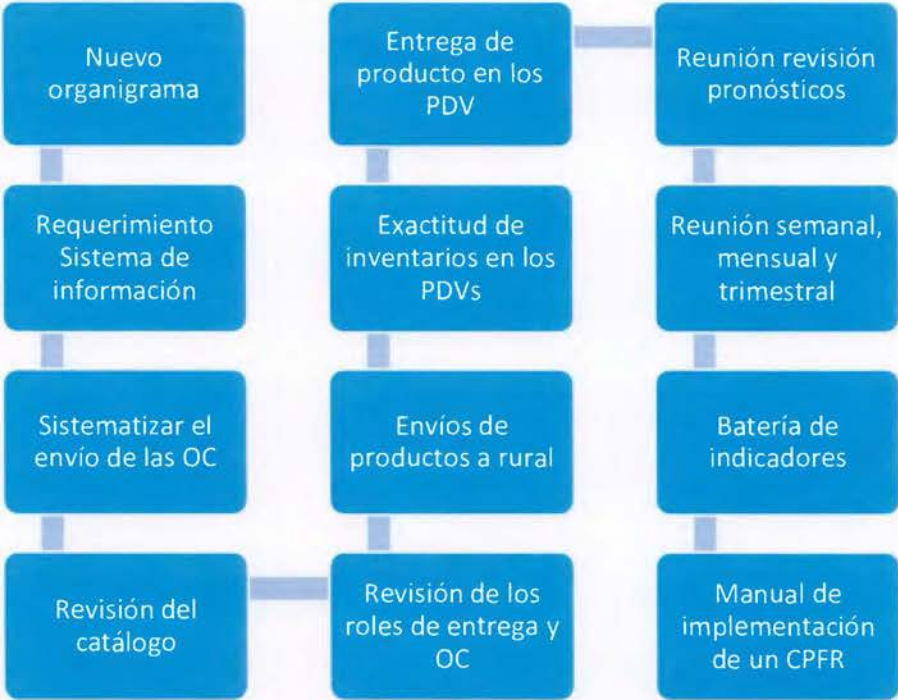 Nuevo
organigrama
Requerimiento
Sistema de
información
Sistematizar el
envío de las OC
Revisión del
catálogo
Revisión de los
roles de entrega y
OC
Envíos de
productos a rural
Exactitud de
inventarios en los
PDVs
Entrega de
producto en los
PDV
Reunión revisión
pronósticos
Reunión semanal,
mensual y
trimestral
Batería de
indicadores
Manual de
implementación
de un CPFR